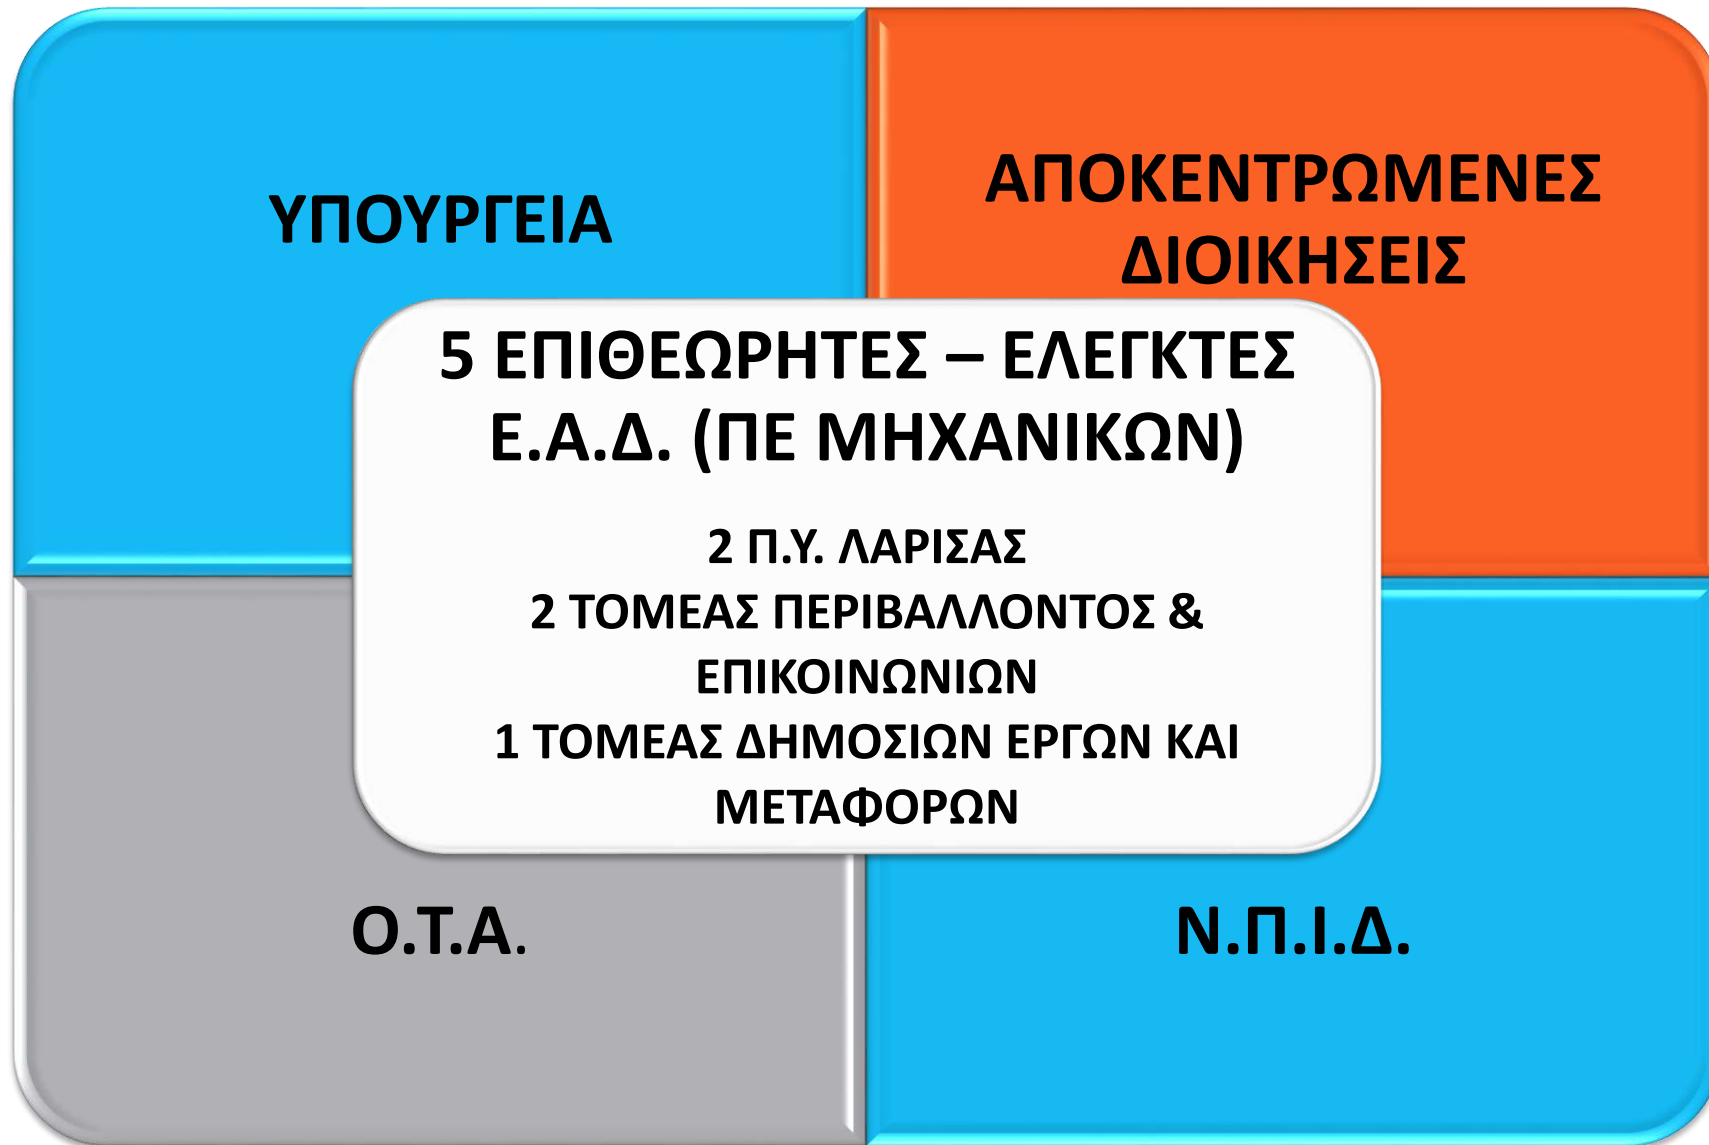 ΥΠΟΥΡΓΕΙΑ
ΑΠΟΚΕΝΤΡΩΜΕΝΕΣ
ΔΙΟΙΚΗΣΕΙΣ
5 ΕΠΙΘΕΩΡΗΤΕΣ – ΕΛΕΓΚΤΕΣ
Ε.Α.Δ. (ΠΕ ΜΗΧΑΝΙΚΩΝ)
2 Π.Υ. ΛΑΡΙΣΑΣ
2 ΤΟΜΕΑΣ ΠΕΡΙΒΑΛΛΟΝΤΟΣ &
ΕΠΙΚΟΙΝΩΝΙΩΝ
1 ΤΟΜΕΑΣ ΔΗΜΟΣΙΩΝ ΕΡΓΩΝ ΚΑΙ
ΜΕΤΑΦΟΡΩΝ
Ο.Τ.Α.
Ν.Π.Ι.Δ.